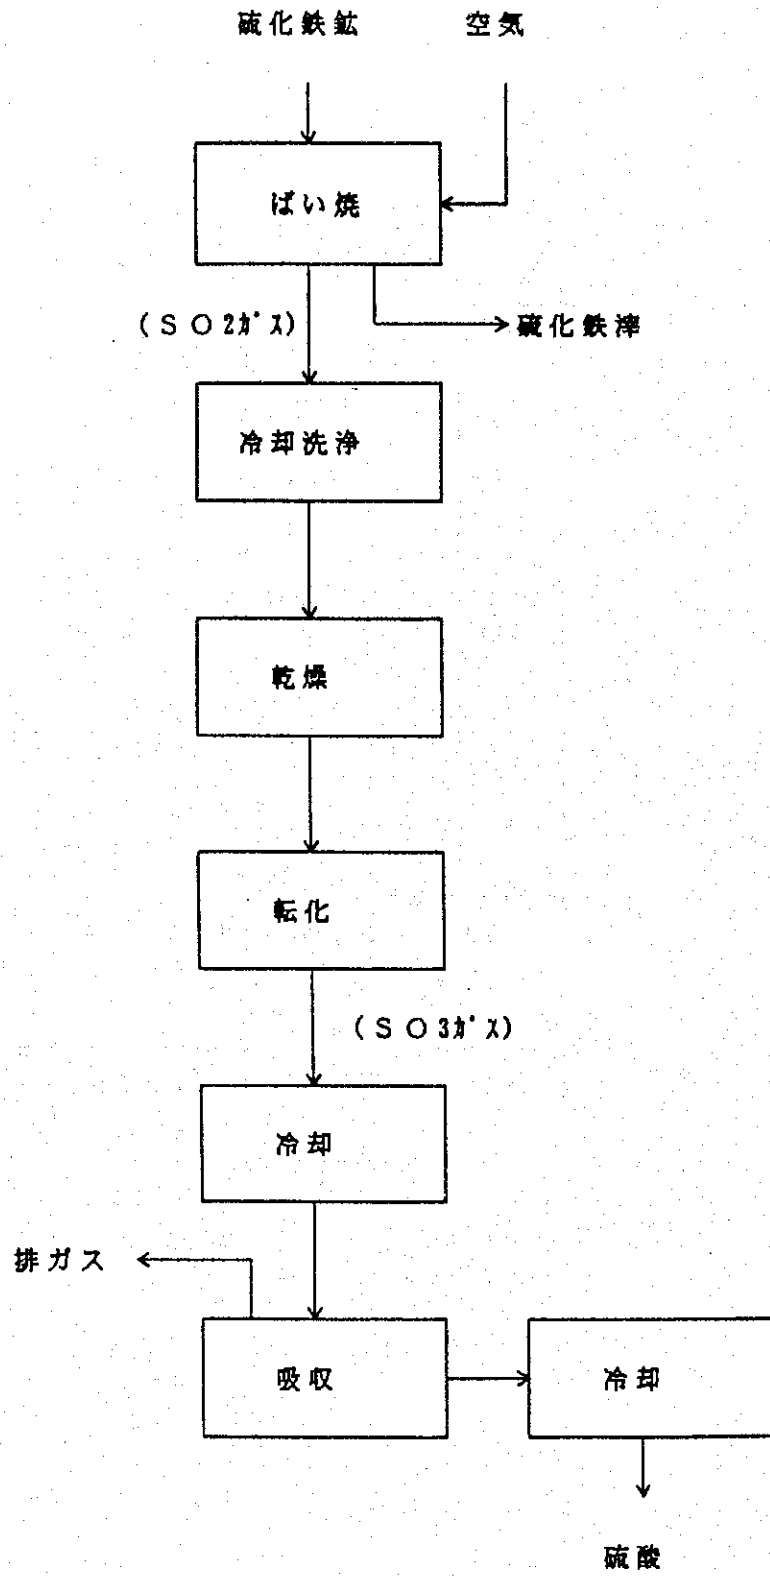 硫化鉄鉱 空気
ばい焼
(SO2ガス)
硫化鉄滓
冷却洗浄
乾燥
転化
(SO3ガス)
冷却
排ガス
吸収
冷却
硫酸